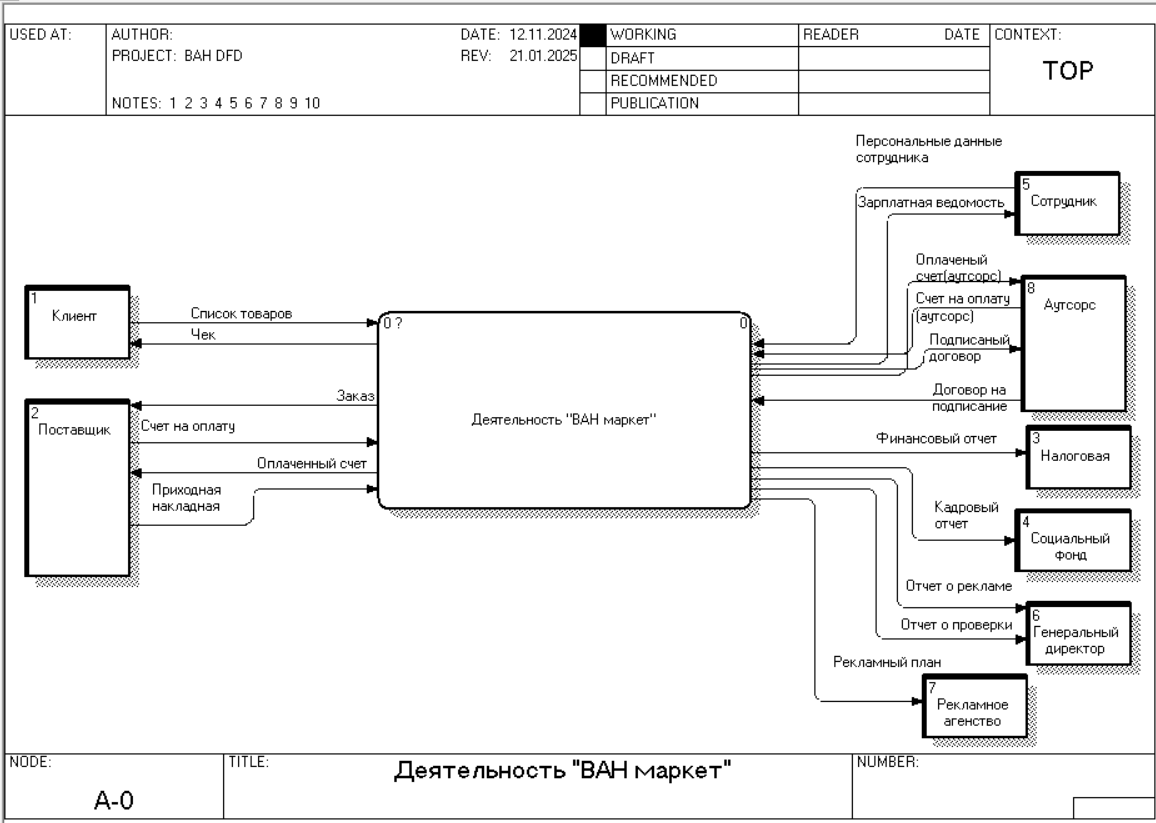 USED AT:
AUTHOR:
DATE: 12.11.2024
WORKING
READER
DATE
CONTEXT:
PROJECT: ВАН DFD
REV: 21.01.2025
DRAFT
TOP
RECOMMENDED
NOTES: 1 2 3 4 5 6 7 8 9 10
PUBLICATION
Персональные данные
сотрудника
5
Сотрудник
Зарплатная ведомость
Оплаченый
счет(аутсорс)
8
Аутсорс
Счет на оплату
(аутсорс)
Подписаный
договор
Договор на
подписание
1
Клиент
Список товаров
Чек
0 ?
0
Деятельность "ВАН маркет"
2
Поставщик
Заказ
Счет на оплату
Оплаченный счет
Приходная
накладная
Финансовый отчет
3
Налоговая
Кадровый
отчет
4
Социальный
фонд
Отчет о рекламе
Отчет о проверки
6
Генеральный
директор
Рекламный план
7
Рекламное
агенство
NODE:
TITLE:
NUMBER:
A-0
Деятельность "ВАН маркет"